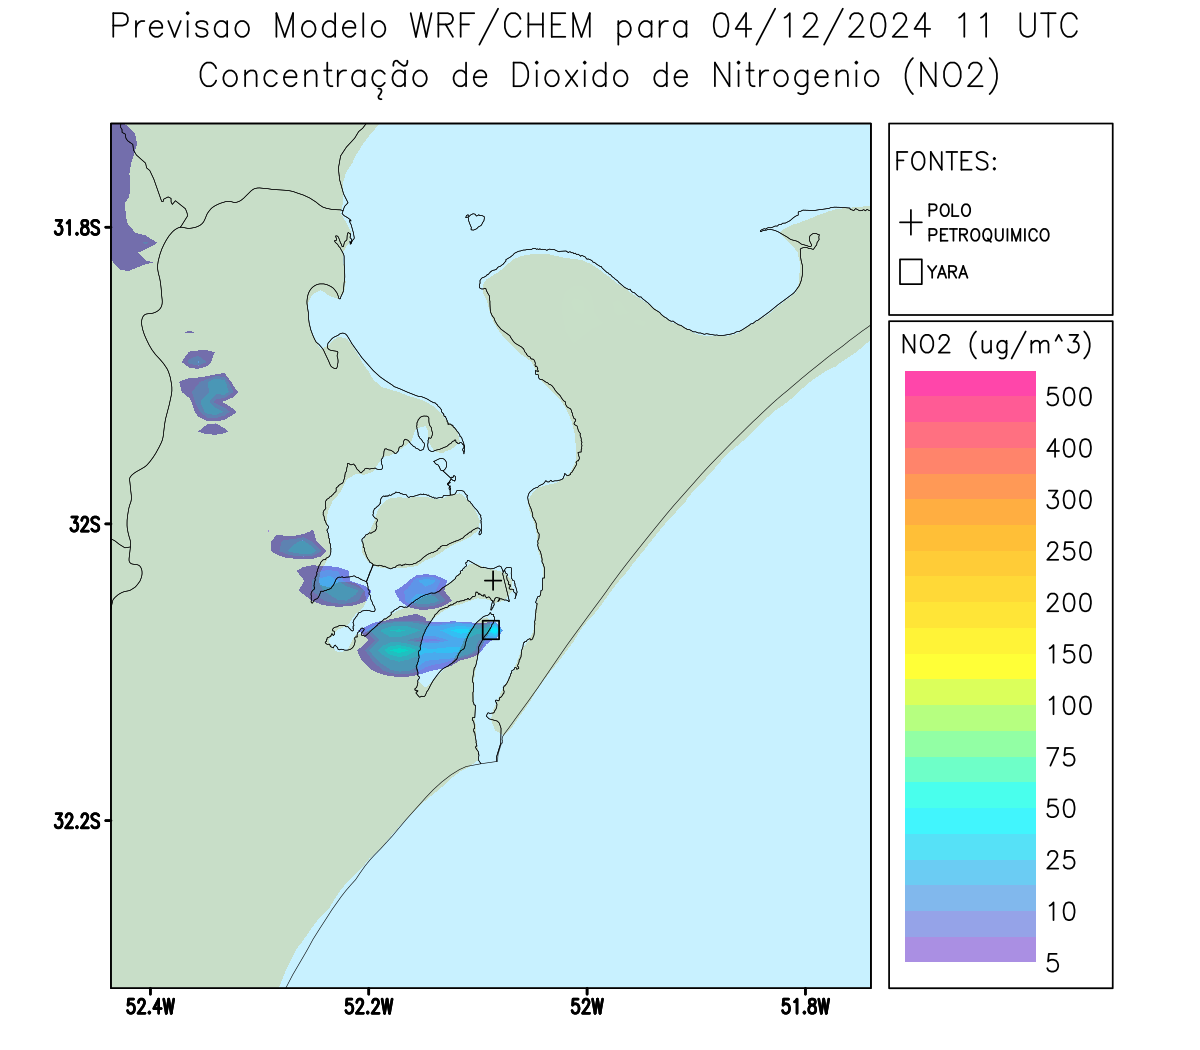 Previsao Modelo WRF/CHEM para 04/12/2024 11 UTC
Concentração de Dioxido de Nitrogenio (NO2)
FONTES:
POLO
PETROQUIMICO
YARA
NO2 (ug/m^3)
500
400
300
250
200
150
100
75
50
25
10
5
31.8S
32S
32.2S
52.4W
52.2W
52W
51.8W